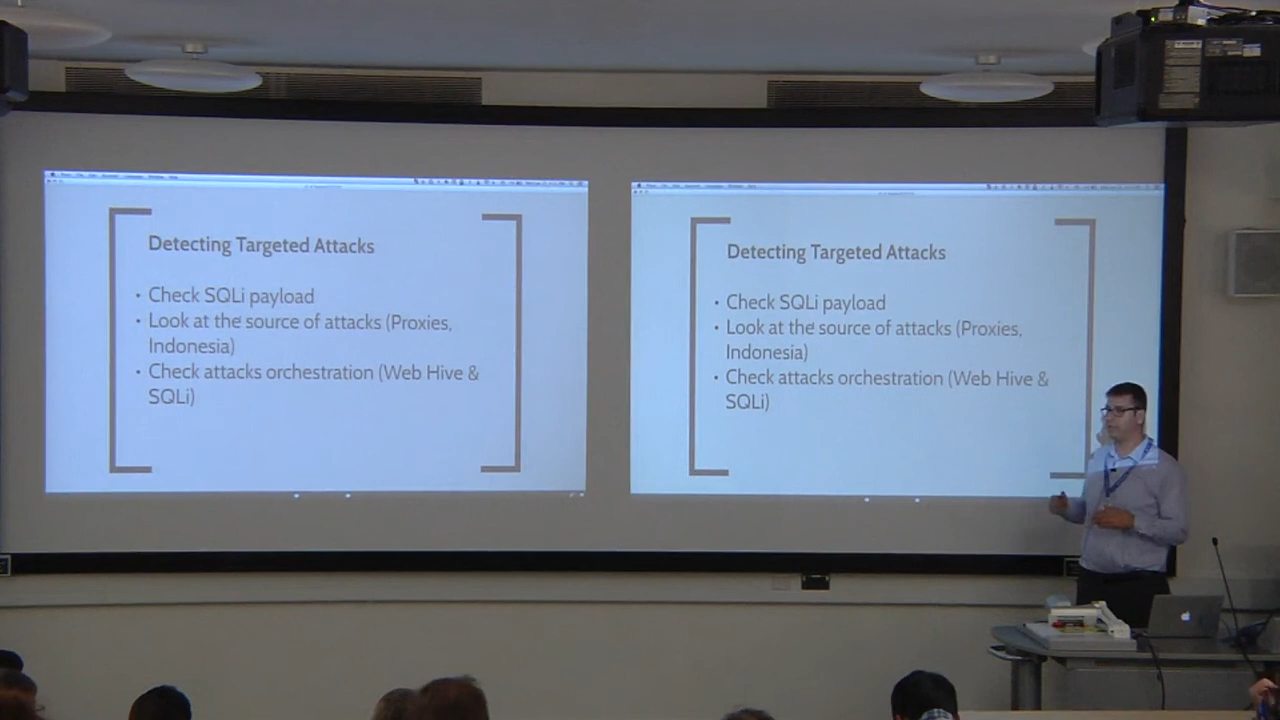 Detecting Targeted Attacks
• Check SQLi payload
• Look at the source of attacks (Proxies,
Indonesia)
• Check attacks orchestration (Web Hive &
SQLi)
Detecting Targeted Attacks
• Check SQLi payload
• Look at the source of attacks (Proxies,
Indonesia)
• Check attacks orchestration (Web Hive &
SQLi)